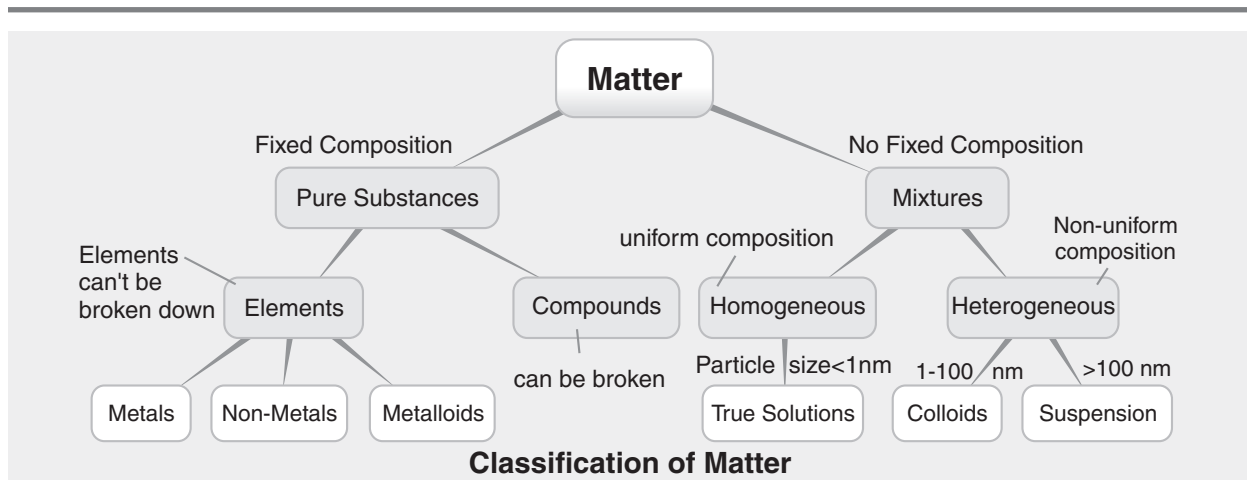 Matter
Fixed Composition
No Fixed Composition
Pure Substances
Mixtures
Elements
can't be
broken down
uniform composition
Non-uniform
composition
Elements
Compounds
Homogeneous
Heterogeneous
can be broken
Particle size<1nm
1-100 nm
>100 nm
Metals
Non-Metals
Metalloids
True Solutions
Colloids
Suspension
Classification of Matter